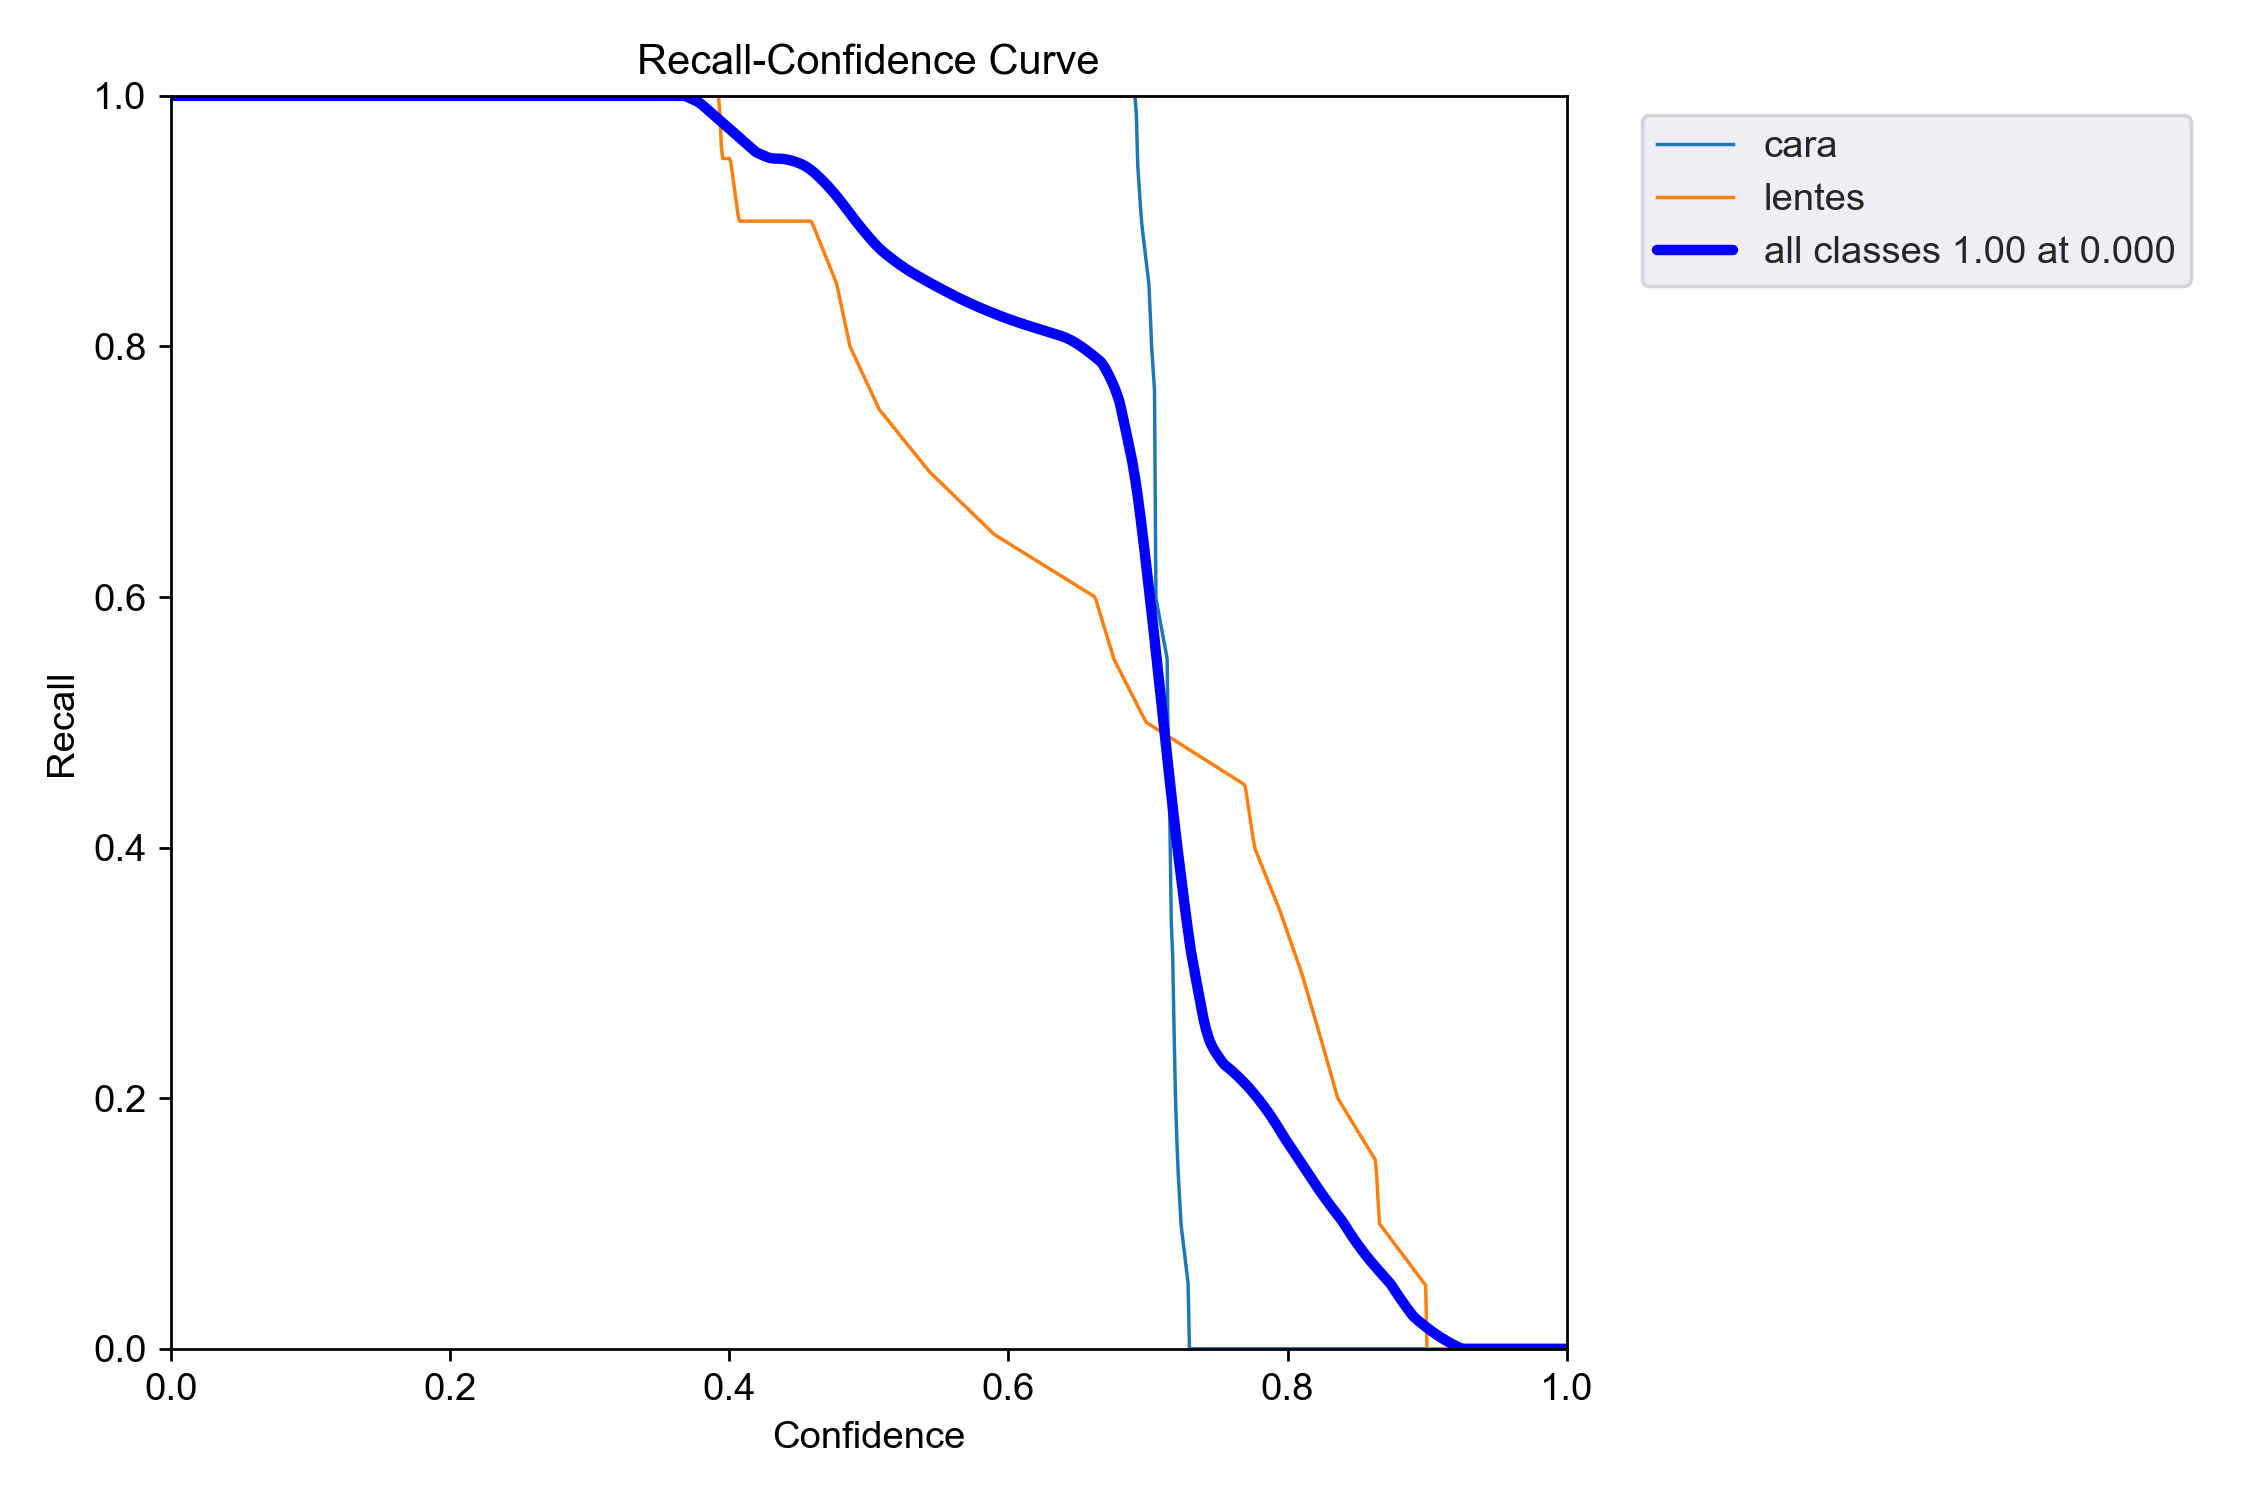 Recall-Confidence Curve
1.0
0.8
0.6
0.4
0.2
0.0
Recall
0.0 0.2 0.4 0.6 0.8 1.0
Confidence
cara
lentes
all classes 1.00 at 0.000